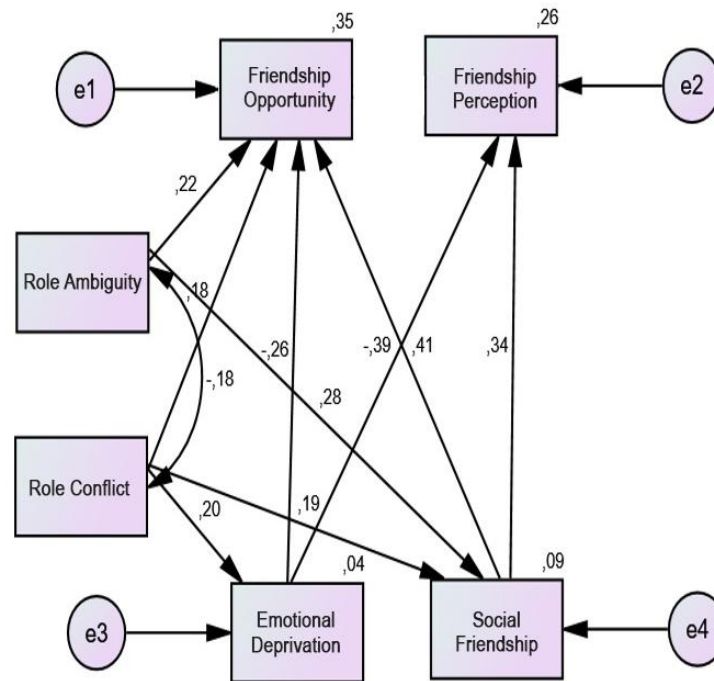 ,35
,26
e1
Friendship
Opportunity
Friendship
Perception
e2
,22
Role Ambiguity
,18
-,26
-,39
,41
,34
-,18
,28
Role Conflict
,20
,19
,04
,09
e3
Emotional
Deprivation
Social
Friendship
e4